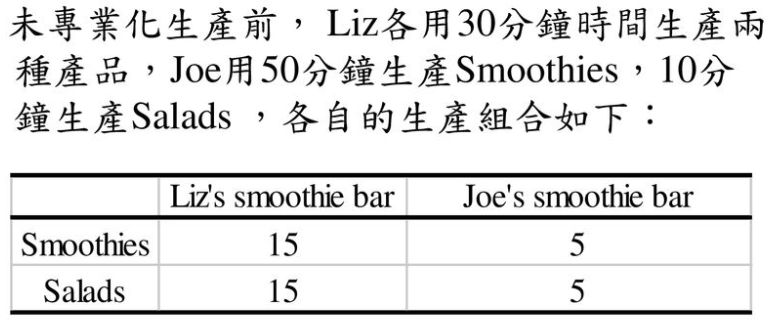 未專業化生產前，Liz各用30分鐘時間生產兩
種產品，Joe用50分鐘生產Smoothies，10分
鐘生產Salads，各自的生產組合如下：
Liz's smoothie bar Joe's smoothie bar
Smoothies 15 5
Salads 15 5